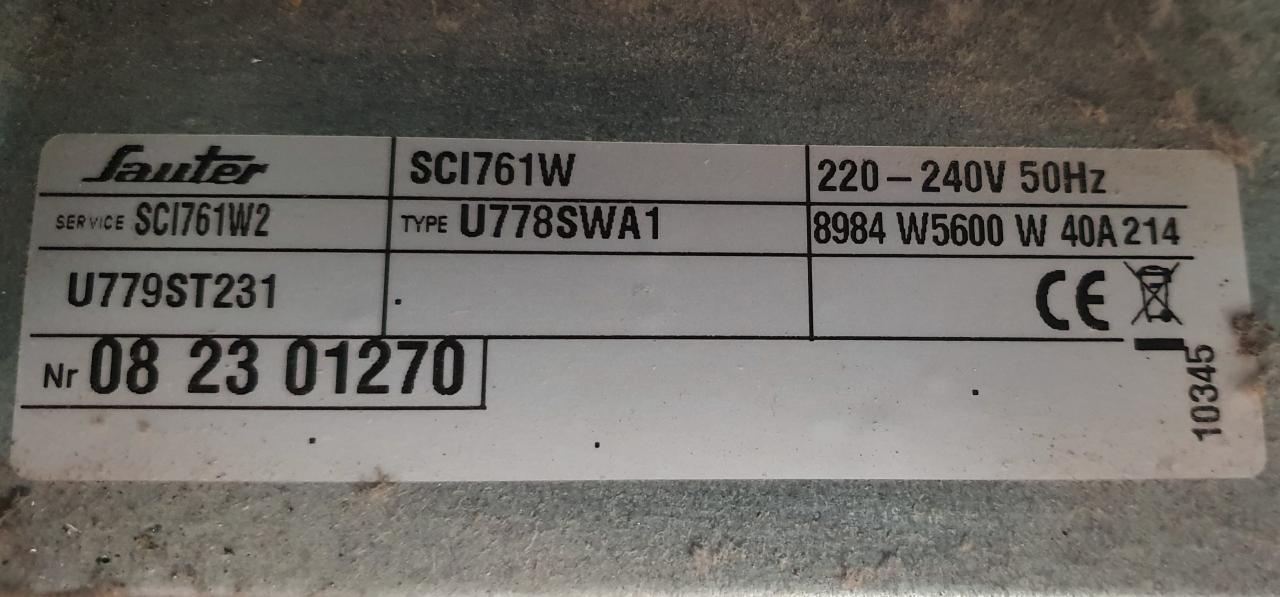 Sauter SCI761W 220-240V 50Hz
SERVICE SCI761W2 TYPE U778SWA1 8984 W5600 W 40A 214
U779ST231 CE
Nr 08 23 01270
10345